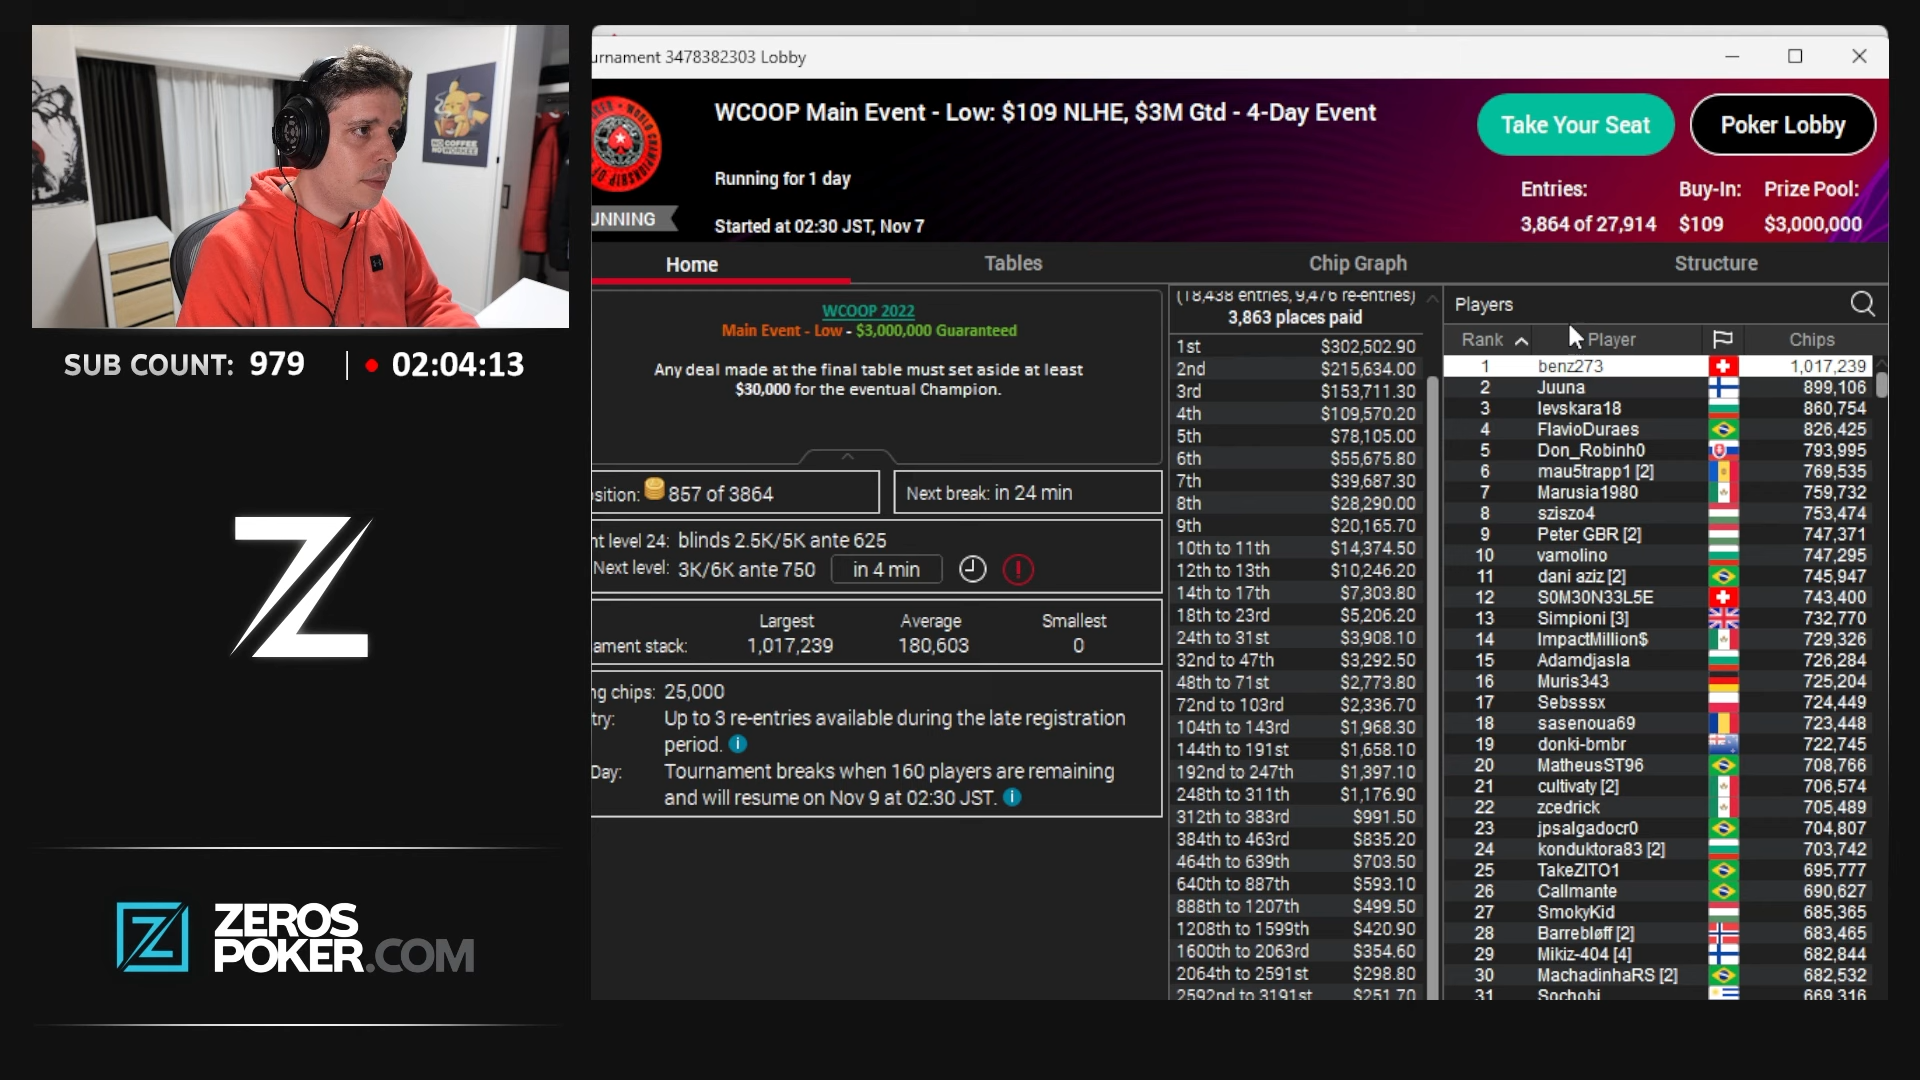 NO COFFEE
NO WORKEE
SUB COUNT: 979 | 02:04:13
Z
Z ZEROS
POKER.COM
urnament 3478382303 Lobby
WCOOP Main Event - Low: $109 NLHE, $3M Gtd - 4-Day Event
Take Your Seat
Poker Lobby
Running for 1 day
Entries: Buy-In: Prize Pool:
UNNING
Started at 02:30 JST, Nov 7
3,864 of 27,914 $109 $3,000,000
Home Tables Chip Graph Structure
WCOOP 2022
Main Event - Low - $3,000,000 Guaranteed
Any deal made at the final table must set aside at least
$30,000 for the eventual Champion.
sition: 857 of 3864
Next break: in 24 min
nt level 24: blinds 2.5K/5K ante 625
Next level: 3K/6K ante 750 in 4 min
Largest Average Smallest
ament stack: 1,017,239 180,603 0
ng chips: 25,000
try: Up to 3 re-entries available during the late registration
period.
Day: Tournament breaks when 160 players are remaining
and will resume on Nov 9 at 02:30 JST.
(18,438 entries, 9,476 re-entries)
3,863 places paid
1st $302,502.90
2nd $215,634.00
3rd $153,711.30
4th $109,570.20
5th $78,105.00
6th $55,675.80
7th $39,687.30
8th $28,290.00
9th $20,165.70
10th to 11th $14,374.50
12th to 13th $10,246.20
14th to 17th $7,303.80
18th to 23rd $5,206.20
24th to 31st $3,908.10
32nd to 47th $3,292.50
48th to 71st $2,773.80
72nd to 103rd $2,336.70
104th to 143rd $1,968.30
144th to 191st $1,658.10
192nd to 247th $1,397.10
248th to 311th $1,176.90
312th to 383rd $991.50
384th to 463rd $835.20
464th to 639th $703.50
640th to 887th $593.10
888th to 1207th $499.50
1208th to 1599th $420.90
1600th to 2063rd $354.60
2064th to 2591st $298.80
2592nd to 3191st $251.70
Players
Rank Player Chips
1 benz273 1,017,239
2 Juuna 899,106
3 levskara18 860,754
4 FlavioDuraes 826,425
5 Don_Robinh0 793,995
6 mau5trapp1 [2] 769,535
7 Marusia1980 759,732
8 sziszo4 753,474
9 Peter GBR [2] 747,371
10 vamolino 747,295
11 dani aziz [2] 745,947
12 S0M30N33L5E 743,400
13 Simpioni [3] 732,770
14 ImpactMillion$ 729,326
15 Adamdjasla 726,284
16 Muris343 725,204
17 Sebsssx 724,449
18 sasenoua69 723,448
19 donki-bmbr 722,745
20 MatheusST96 708,766
21 cultivaty [2] 706,574
22 zcedrick 705,489
23 jpsalgadocr0 704,807
24 konduktora83 [2] 703,742
25 TakeZITO1 695,777
26 Callmante 690,627
27 SmokyKid 685,365
28 Barrebløff [2] 683,465
29 Mikiz-404 [4] 682,844
30 MachadinhaRS [2] 682,532
31 Sochobi 669,316